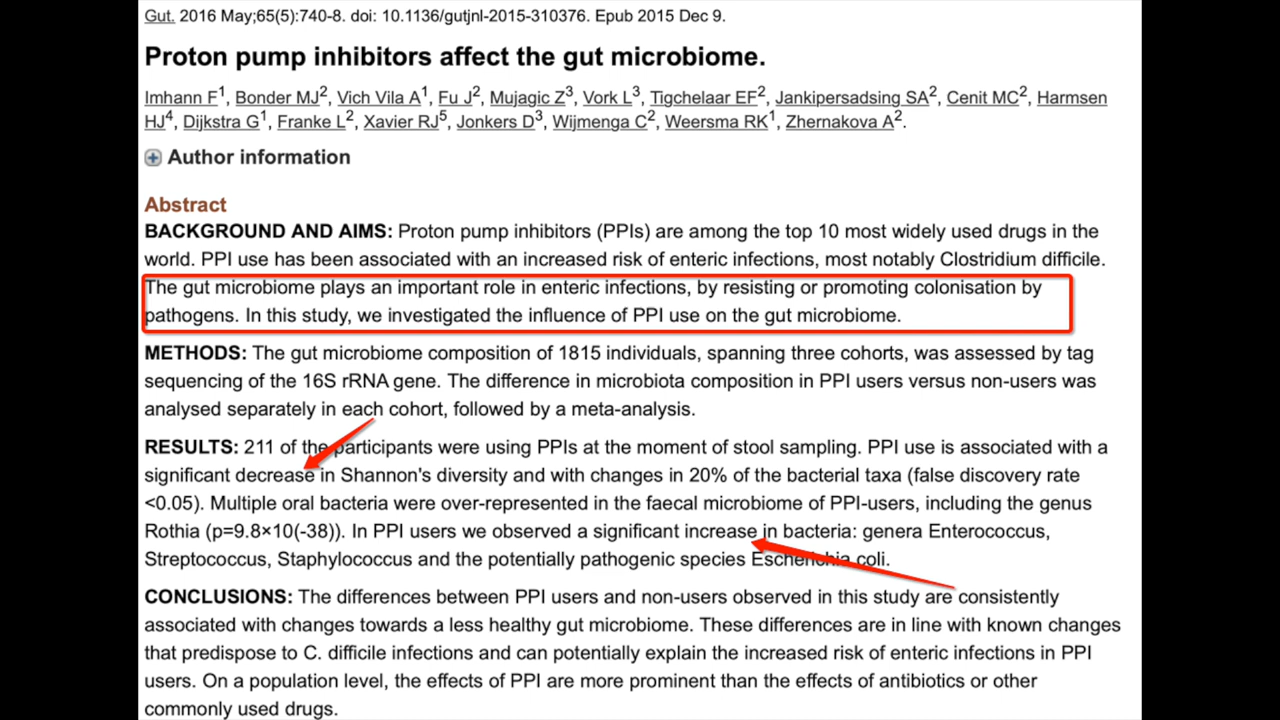 Gut. 2016 May;65(5):740-8. doi: 10.1136/gutjnl-2015-310376. Epub 2015 Dec 9.
Proton pump inhibitors affect the gut microbiome.
Imhann F1, Bonder MJ2, Vich Vila A1, Fu J2, Mujagic Z3, Vork L3, Tigchelaar EF2, Jankipersadsing SA2, Cenit MC2, Harmsen
HJ4, Dijkstra G1, Franke L2, Xavier RJ5, Jonkers D3, Wijmenga C2, Weersma RK1, Zhernakova A2.
Author information
Abstract
BACKGROUND AND AIMS: Proton pump inhibitors (PPIs) are among the top 10 most widely used drugs in the
world. PPI use has been associated with an increased risk of enteric infections, most notably Clostridium difficile.
The gut microbiome plays an important role in enteric infections, by resisting or promoting colonisation by
pathogens. In this study, we investigated the influence of PPI use on the gut microbiome.
METHODS: The gut microbiome composition of 1815 individuals, spanning three cohorts, was assessed by tag
sequencing of the 16S rRNA gene. The difference in microbiota composition in PPI users versus non-users was
analysed separately in each cohort, followed by a meta-analysis.
RESULTS: 211 of the participants were using PPIs at the moment of stool sampling. PPI use is associated with a
significant decrease in Shannon's diversity and with changes in 20% of the bacterial taxa (false discovery rate
<0.05). Multiple oral bacteria were over-represented in the faecal microbiome of PPI-users, including the genus
Rothia (p=9.8×10(-38)). In PPI users we observed a significant increase in bacteria: genera Enterococcus,
Streptococcus, Staphylococcus and the potentially pathogenic species Escherichia coli.
CONCLUSIONS: The differences between PPI users and non-users observed in this study are consistently
associated with changes towards a less healthy gut microbiome. These differences are in line with known changes
that predispose to C. difficile infections and can potentially explain the increased risk of enteric infections in PPI
users. On a population level, the effects of PPI are more prominent than the effects of antibiotics or other
commonly used drugs.